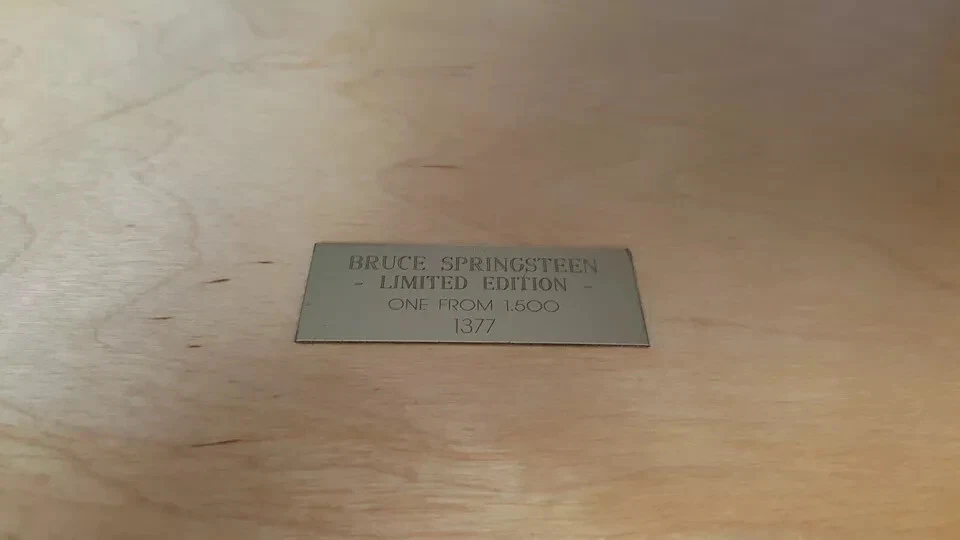 BRUCE SPRINGSTEEN
- LIMITED EDITION -
ONE FROM 1.500
1377